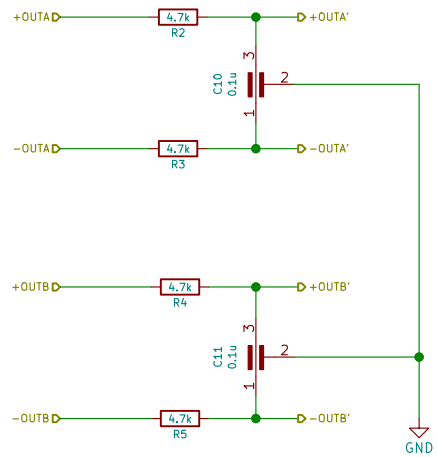 +OUTA
4.7k
R2
+OUTA'
3
C10
0.1u
2
1
-OUTA
4.7k
R3
-OUTA'
+OUTB
4.7k
R4
+OUTB'
3
C11
0.1u
2
1
-OUTB
4.7k
R5
-OUTB'
GND